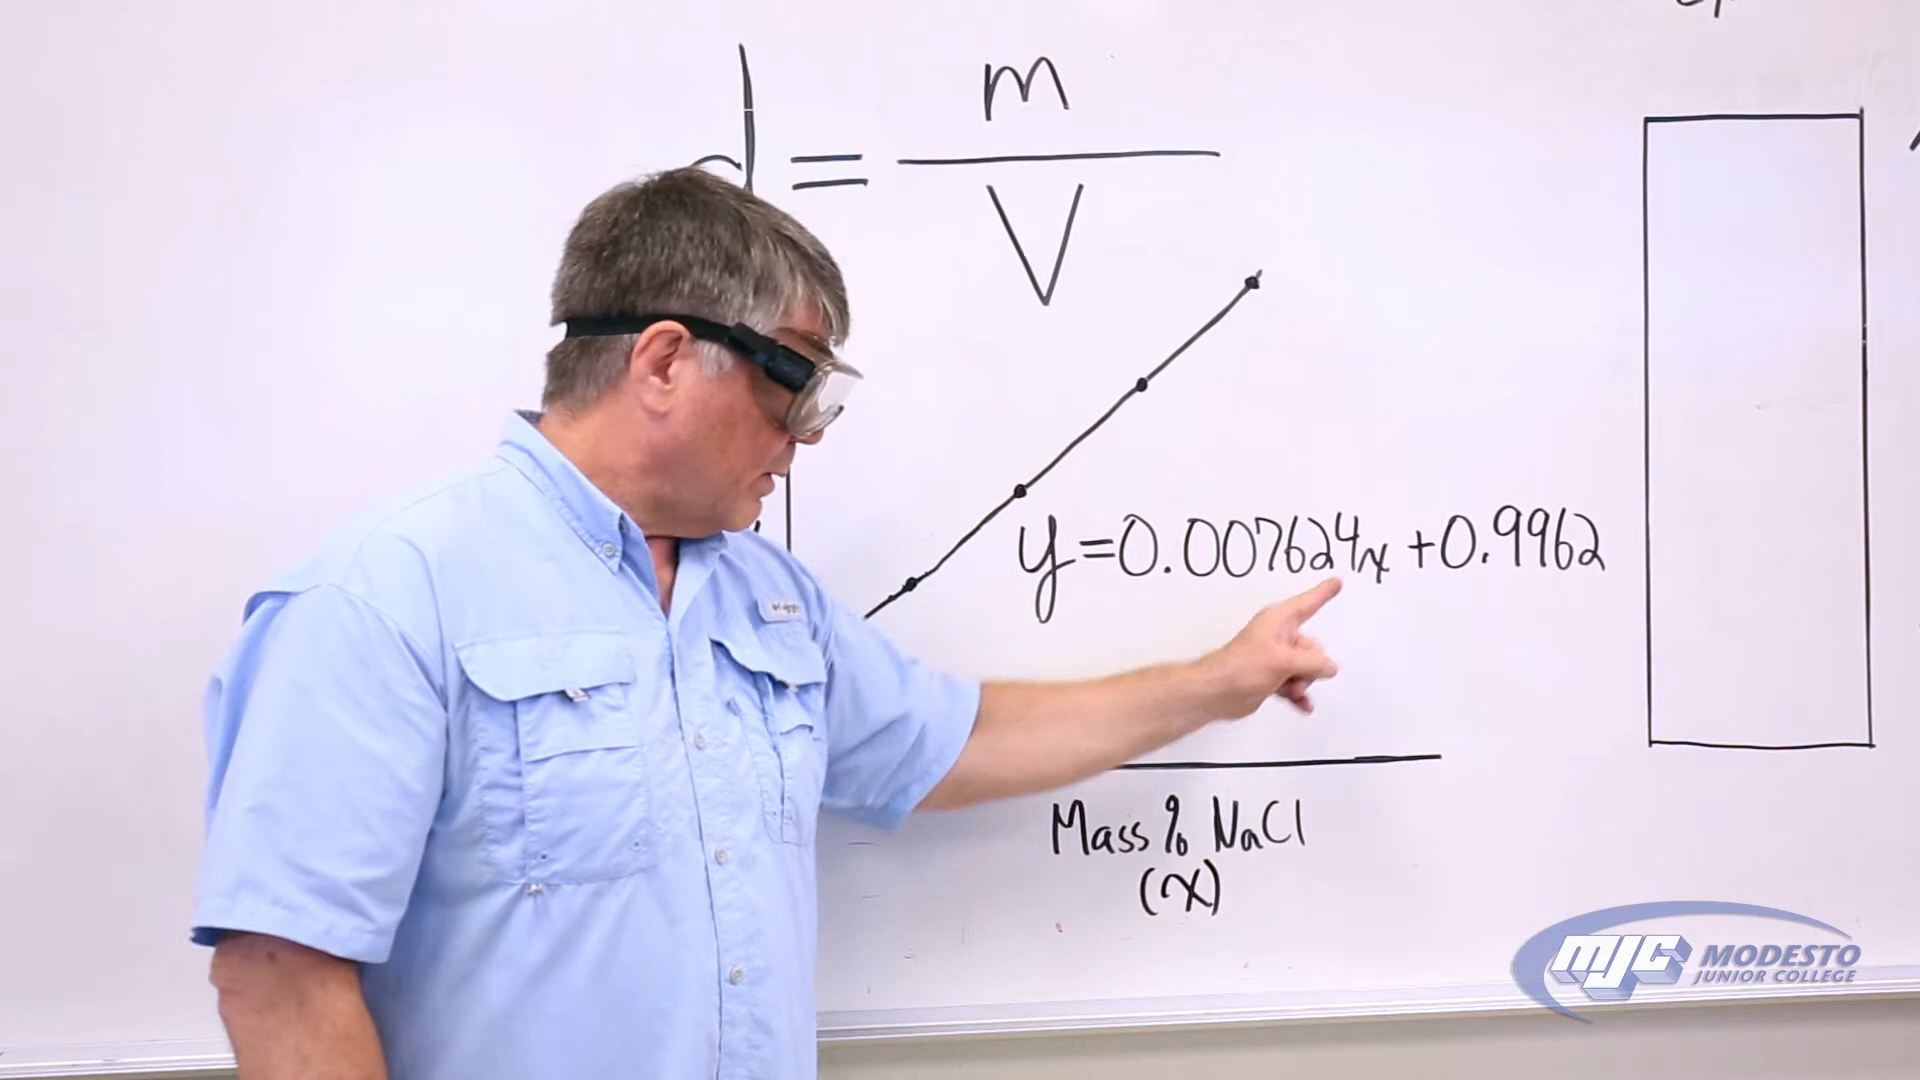 d = m
V
y=0.007624x+0.9962
Mass % NaCl
(x)
MJC MODESTO
JUNIOR COLLEGE